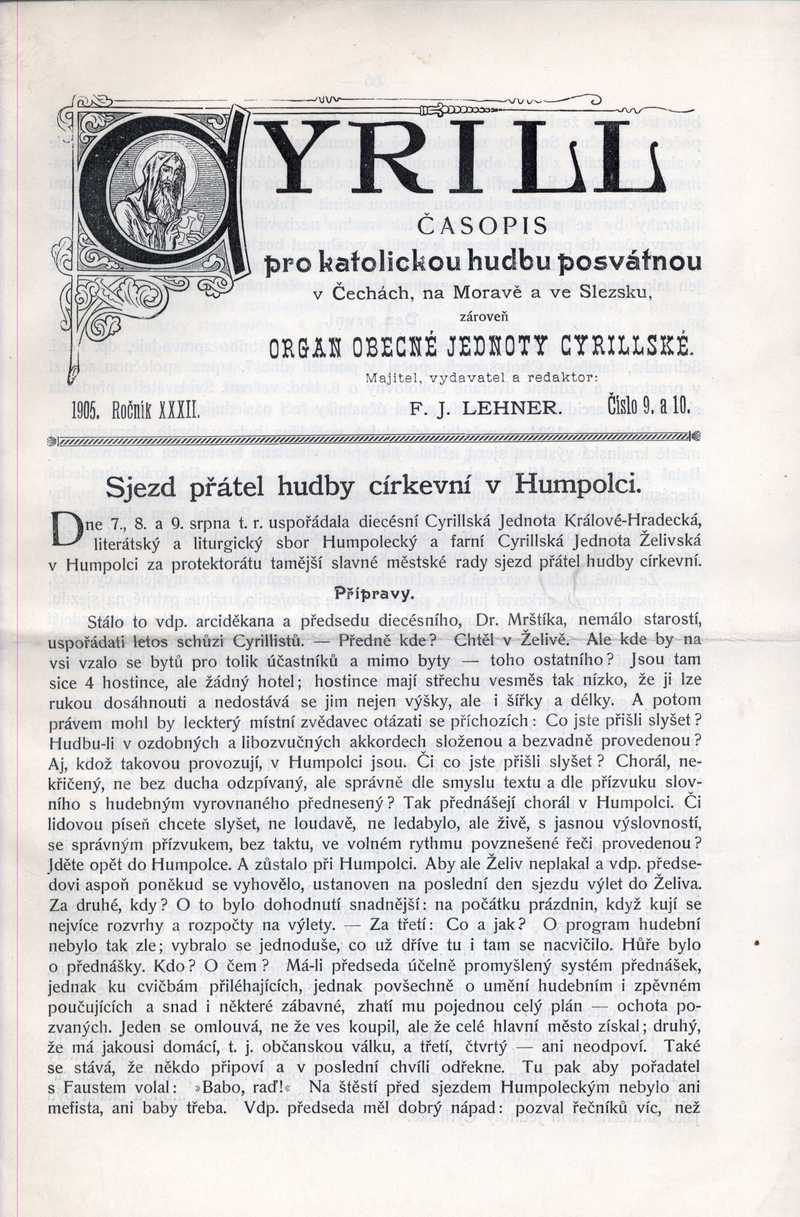 CYRILL
ČASOPIS
pro katolickou hudbu posvátnou
v Čechách, na Moravě a ve Slezsku,
zároveň
ORGAN OBECNÉ JEDNOTY CYRILLSKÉ.
Majitel, vydavatel a redaktor:
1905. Ročník XXXII. F. J. LEHNER. Číslo 9. a 10.
Sjezd přátel hudby církevní v Humpolci.
Dne 7., 8. a 9. srpna t. r. uspořádala diecésní Cyrillská Jednota Králové-Hradecká,
literátský a liturgický sbor Humpolecký a farní Cyrillská Jednota Želivská
v Humpolci za protektorátu tamější slavné městské rady sjezd přátel hudby církevní.
Přípravy.
Stálo to vdp. arciděkana a předsedu diecésního, Dr. Mrštíka, nemálo starostí,
uspořádati letos schůzi Cyrillistů. — Předně kde? Chtěl v Želivě. Ale kde by na
vsi vzalo se bytů pro tolik účastníků a mimo byty — toho ostatního? Jsou tam
sice 4 hostince, ale žádný hotel; hostince mají střechu vesměs tak nízko, že ji lze
rukou dosáhnouti a nedostává se jim nejen výšky, ale i šířky a délky. A potom
právem mohl by leckterý místní zvědavec otázati se příchozích: Co jste přišli slyšet?
Hudbu-li v ozdobných a libozvučných akkordech složenou a bezvadně provedenou?
Aj, kdož takovou provozují, v Humpolci jsou. Či co jste přišli slyšet? Chorál, ne-
křičený, ne bez ducha odzpívaný, ale správně dle smyslu textu a dle přízvuku slov-
ního s hudebným vyrovnaného přednesený? Tak přednášejí chorál v Humpolci. Či
lidovou píseň chcete slyšet, ne loudavě, ne ledabylo, ale živě, s jasnou výslovností,
se správným přízvukem, bez taktu, ve volném rythmu povznešené řeči provedenou?
Jděte opět do Humpolce. A zůstalo při Humpolci. Aby ale Želiv neplakal a vdp. předse-
dovi aspoň poněkud se vyhovělo, ustanoven na poslední den sjezdu výlet do Želiva.
Za druhé, kdy? O to bylo dohodnutí snadnější: na počátku prázdnin, když kují se
nejvíce rozvrhy a rozpočty na výlety. — Za třetí: Co a jak? O program hudební
nebylo tak zle; vybralo se jednoduše, co už dříve tu i tam se nacvičilo. Hůře bylo
o přednášky. Kdo? O čem? Má-li předseda účelně promyšlený systém přednášek,
jednak ku cvičbám přiléhajících, jednak povšechně o umění hudebním i zpěvném
poučujících a snad i některé zábavné, zhatí mu pojednou celý plán — ochota po-
zvaných. Jeden se omlouvá, ne že ves koupil, ale že celé hlavní město získal; druhý,
že má jakousi domácí, t. j. občanskou válku, a třetí, čtvrtý — ani neodpoví. Také
se stává, že někdo připoví a v poslední chvíli odřekne. Tu pak aby pořadatel
s Faustem volal: »Babo, raď!« Na štěstí před sjezdem Humpoleckým nebylo ani
mefista, ani baby třeba. Vdp. předseda měl dobrý nápad: pozval řečníků víc, než